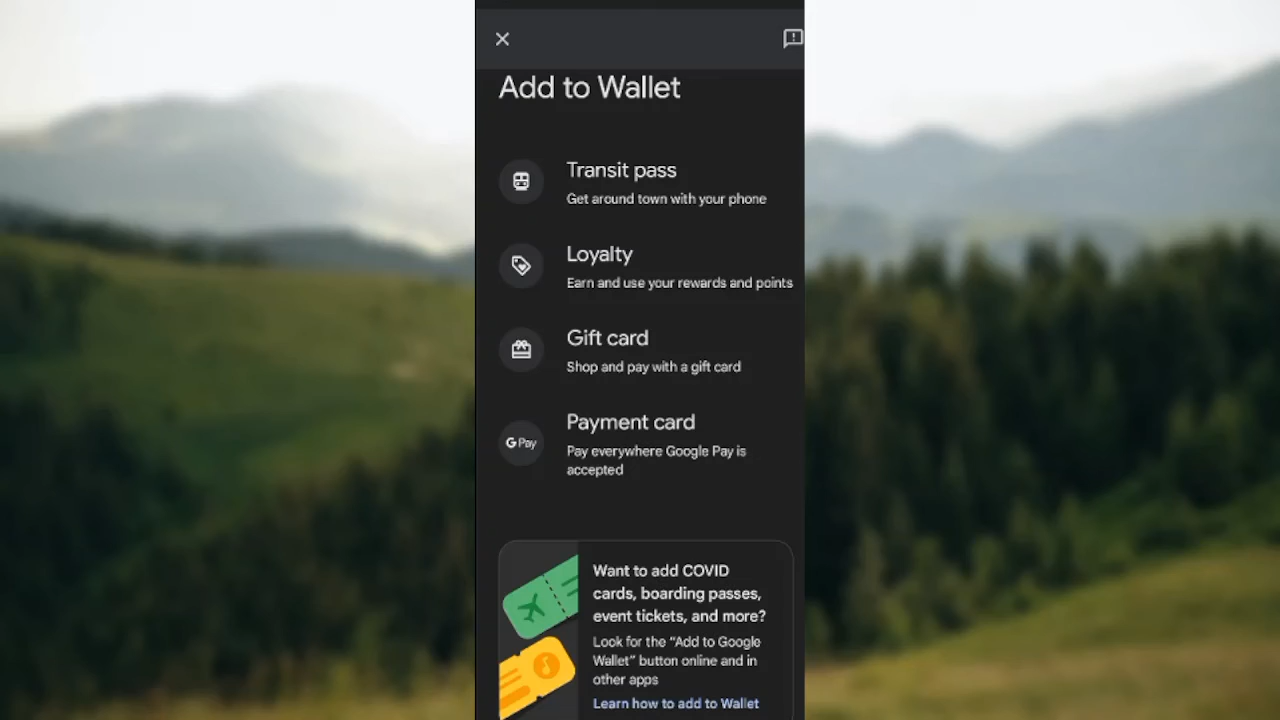 Add to Wallet
Transit pass
Get around town with your phone
Loyalty
Earn and use your rewards and points
Gift card
Shop and pay with a gift card
G Pay
Payment card
Pay everywhere Google Pay is
accepted
Want to add COVID
cards, boarding passes,
event tickets, and more?
Look for the “Add to Google
Wallet” button online and in
other apps
Learn how to add to Wallet